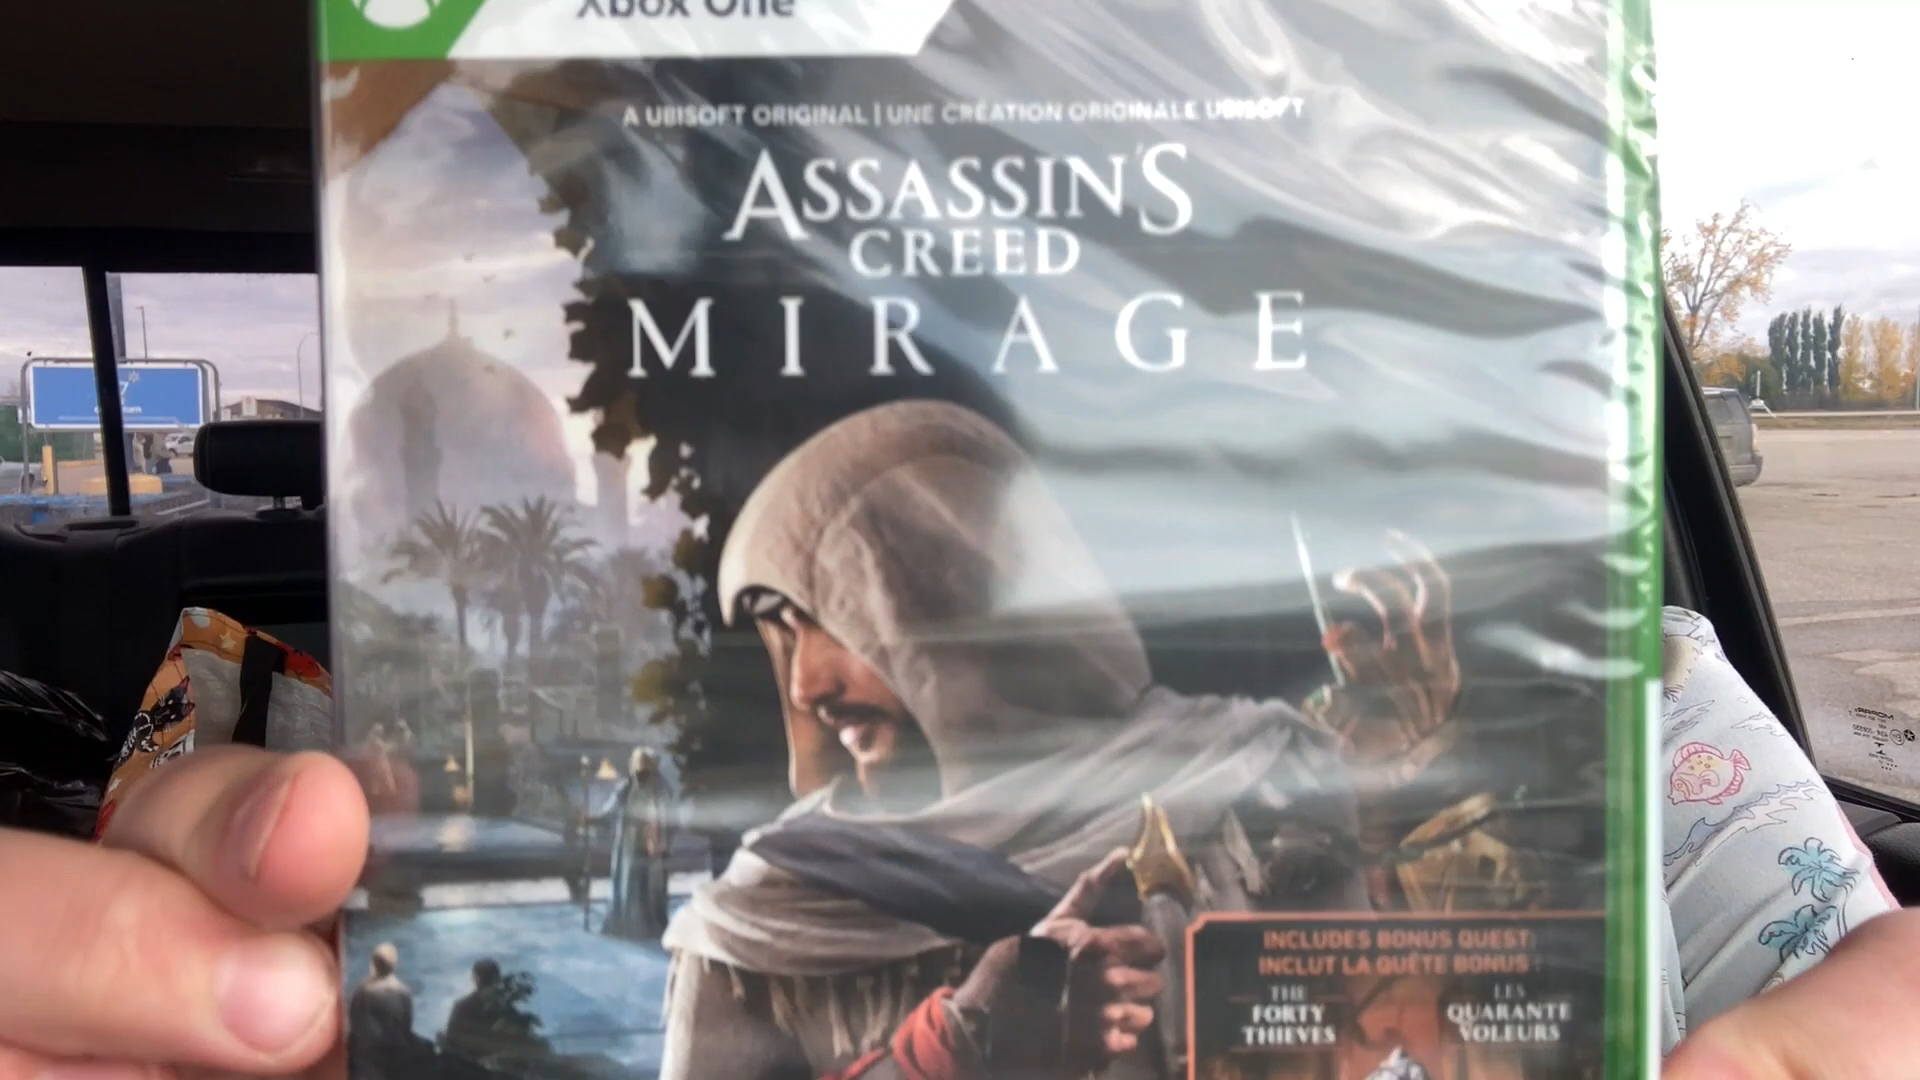 Xbox One
A UBISOFT ORIGINAL | UNE CRÉATION ORIGINALE UBISOFT
ASSASSIN'S
CREED
MIRAGE
INCLUDES BONUS QUEST:
INCLUT LA QUÊTE BONUS :
THE
FORTY
THIEVES
LES
QUARANTE
VOLEURS